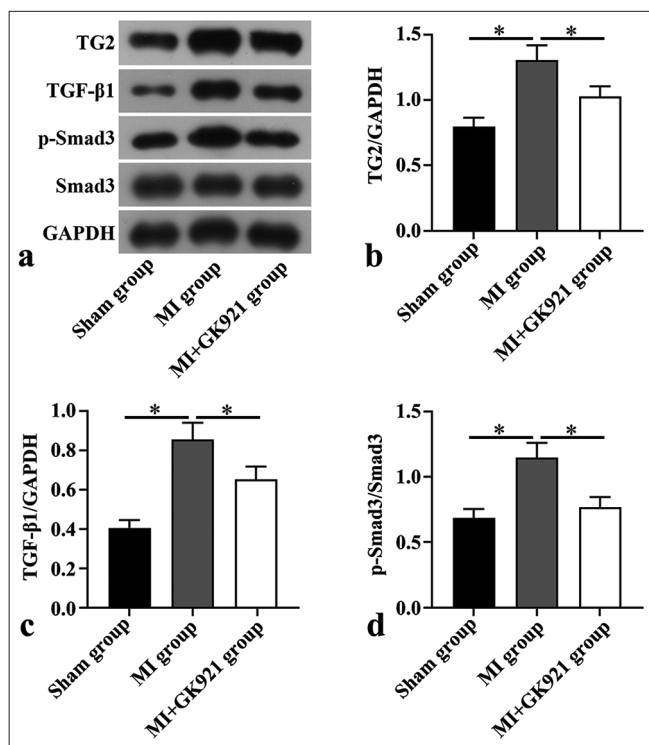 TG2
TGF-β1
p-Smad3
Smad3
GAPDH
a
Sham group
MI group
MI+GK921 group
TG2/GAPDH
1.5
1.0
0.5
0.0
* *
b
Sham group
MI group
MI+GK921 group
TGF-β1/GAPDH
1.0
0.8
0.6
0.4
0.2
0.0
* *
c
Sham group
MI group
MI+GK921 group
p-Smad3/Smad3
1.5
1.0
0.5
0.0
* *
d
Sham group
MI group
MI+GK921 group